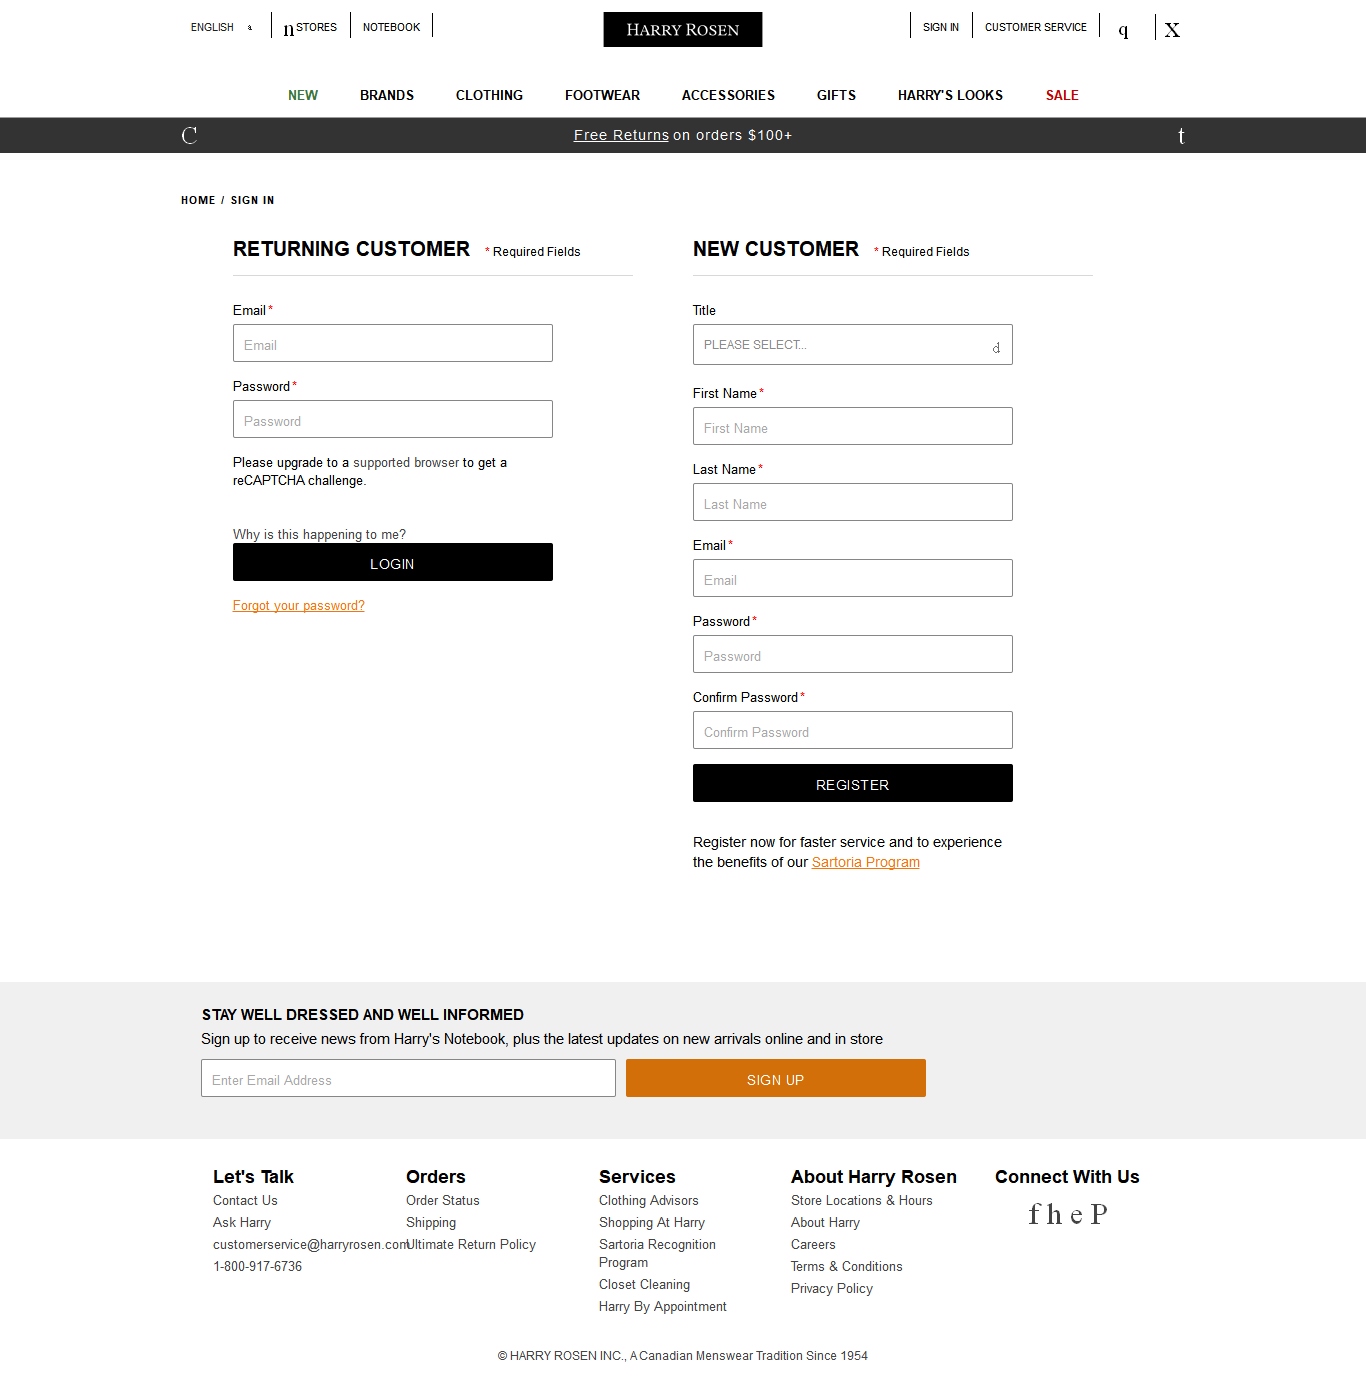 ENGLISH a n STORES NOTEBOOK HARRY ROSEN SIGN IN CUSTOMER SERVICE q X
NEW BRANDS CLOTHING FOOTWEAR ACCESSORIES GIFTS HARRY'S LOOKS SALE
C Free Returns on orders $100+ t
HOME / SIGN IN
RETURNING CUSTOMER * Required Fields
Email*
Email
Password*
Password
Please upgrade to a supported browser to get a
reCAPTCHA challenge.
Why is this happening to me?
LOGIN
Forgot your password?
NEW CUSTOMER * Required Fields
Title
PLEASE SELECT... d
First Name*
First Name
Last Name*
Last Name
Email*
Email
Password*
Password
Confirm Password*
Confirm Password
REGISTER
Register now for faster service and to experience
the benefits of our Sartoria Program
STAY WELL DRESSED AND WELL INFORMED
Sign up to receive news from Harry's Notebook, plus the latest updates on new arrivals online and in store
Enter Email Address SIGN UP
Let's Talk
Contact Us
Ask Harry
customerservice@harryrosen.com
1-800-917-6736
Orders
Order Status
Shipping
Ultimate Return Policy
Services
Clothing Advisors
Shopping At Harry
Sartoria Recognition
Program
Closet Cleaning
Harry By Appointment
About Harry Rosen
Store Locations & Hours
About Harry
Careers
Terms & Conditions
Privacy Policy
Connect With Us
f h e P
© HARRY ROSEN INC., A Canadian Menswear Tradition Since 1954